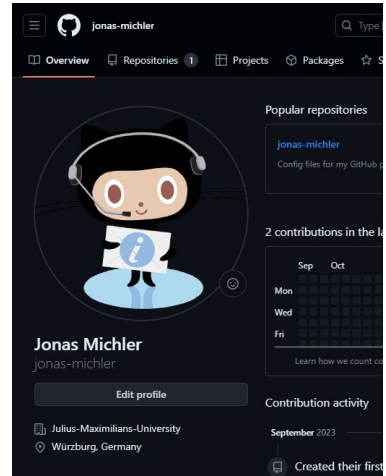 jonas-michler
Type
Overview
Repositories 1
Projects
Packages
Popular repositories
jonas-michler
Config files for my GitHub
2 contributions in the
Sep Oct
Mon
Wed
Fri
Learn how we count
i
Jonas Michler
jonas-michler
Edit profile
Julius-Maximilians-University
Würzburg, Germany
Contribution activity
September 2023
Created their first